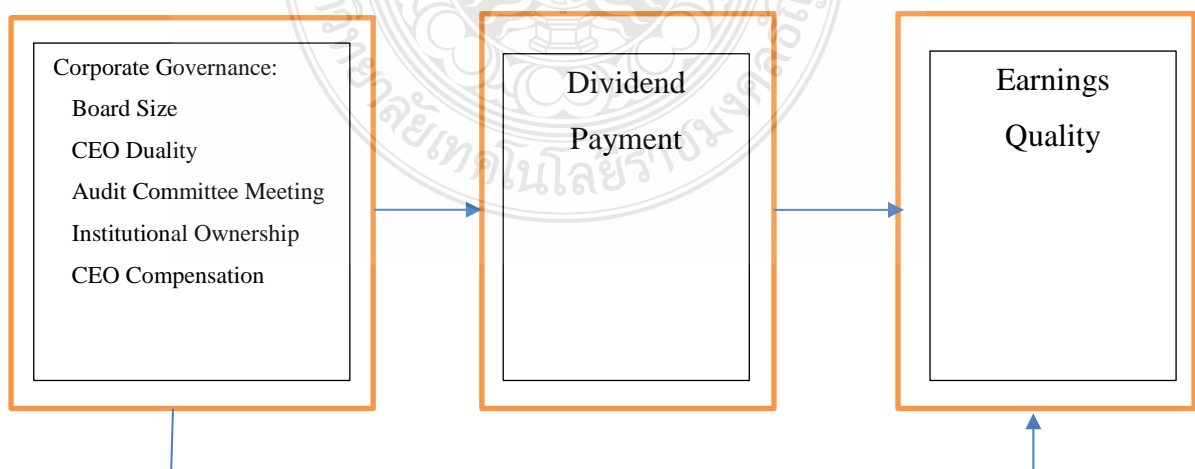 Corporate Governance:
Board Size
CEO Duality
Audit Committee Meeting
Institutional Ownership
CEO Compensation
Dividend
Payment
Earnings
Quality